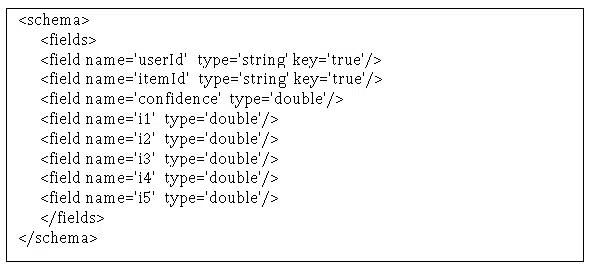 <schema>
<fields>
<field name='userId' type='string' key='true'/>
<field name='itemId' type='string' key='true'/>
<field name='confidence' type='double'/>
<field name='i1' type='double'/>
<field name='i2' type='double'/>
<field name='i3' type='double'/>
<field name='i4' type='double'/>
<field name='i5' type='double'/>
</fields>
</schema>